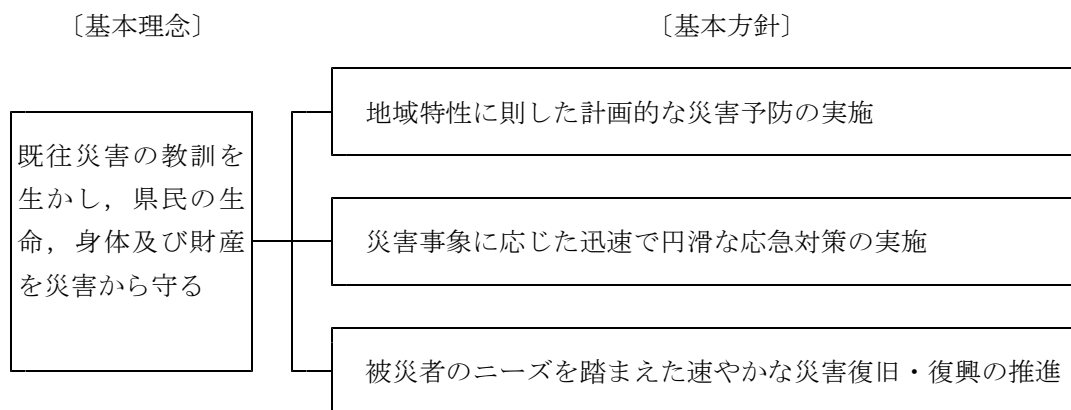 〔基本理念〕
〔基本方針〕
既往災害の教訓を
生かし，県民の生
命，身体及び財産
を災害から守る
地域特性に則した計画的な災害予防の実施
災害事象に応じた迅速で円滑な応急対策の実施
被災者のニーズを踏まえた速やかな災害復旧・復興の推進